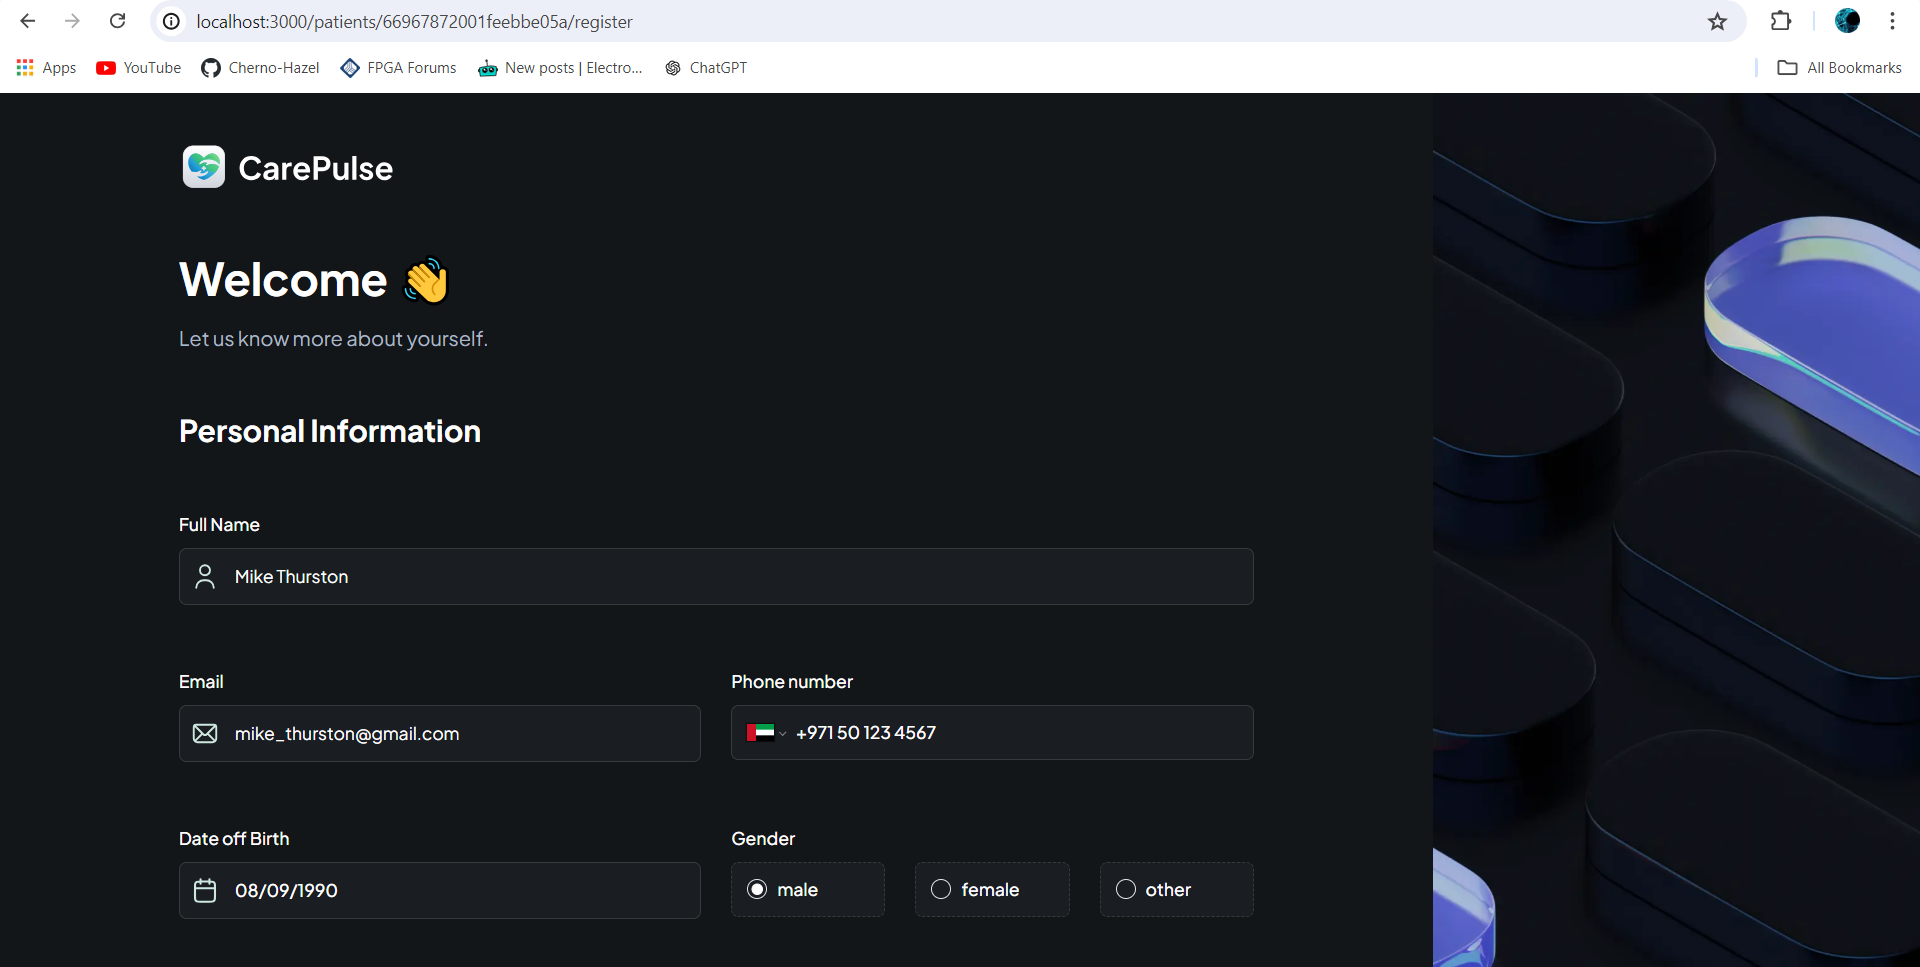 localhost:3000/patients/66967872001feebbe05a/register
Apps YouTube Cherno-Hazel FPGA Forums New posts | Electro... ChatGPT All Bookmarks
CarePulse
Welcome 👋
Let us know more about yourself.
Personal Information
Full Name
Mike Thurston
Email Phone number
mike_thurston@gmail.com +971 50 123 4567
Date off Birth Gender
08/09/1990 male female other